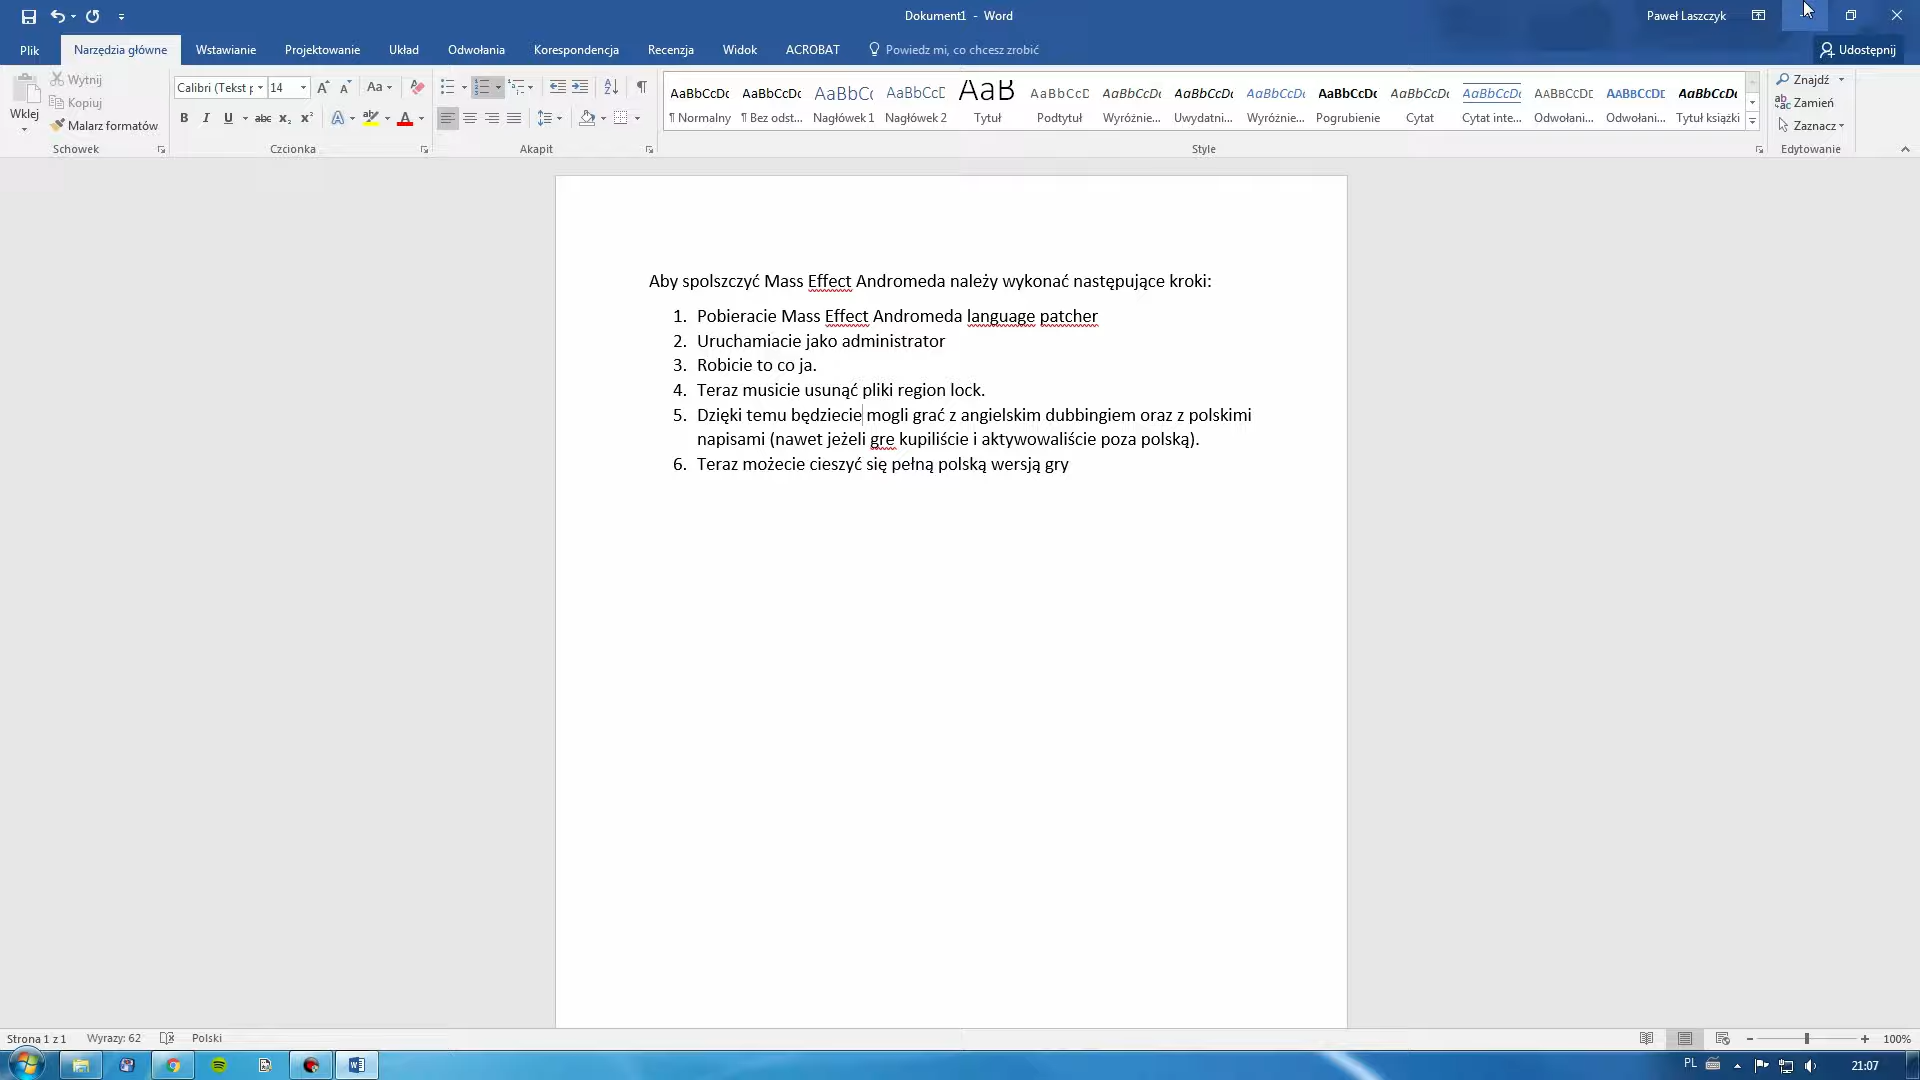 Dokument1 - Word
Paweł Laszczyk
Plik
Narzędzia główne
Wstawianie
Projektowanie
Układ
Odwołania
Korespondencja
Recenzja
Widok
ACROBAT
Powiedz mi, co chcesz zrobić
Udostępnij
Wklej
Wytnij
Kopiuj
Malarz formatów
Schowek
Calibri (Tekst p
14
Czcionka
Akapit
AaBbCcDc
¶ Normalny
AaBbCcDc
¶ Bez odst...
AaBbCc
Nagłówek 1
AaBbCcD
Nagłówek 2
AaB
Tytuł
AaBbCcD
Podtytuł
AaBbCcDc
Wyróżnie...
AaBbCcDc
Uwydatni...
AaBbCcDc
Wyróżnie...
AaBbCcDc
Pogrubienie
AaBbCcDc
Cytat
AaBbCcDc
Cytat inte...
AABBCCDE
Odwołani...
AABBCCDE
Odwołani...
AaBbCcDc
Tytuł książki
Style
Znajdź
Zamień
Zaznacz
Edytowanie
Aby spolszczyć Mass Effect Andromeda należy wykonać następujące kroki:
1. Pobieracie Mass Effect Andromeda language patcher
2. Uruchamiacie jako administrator
3. Robicie to co ja.
4. Teraz musicie usunąć pliki region lock.
5. Dzięki temu będziecie mogli grać z angielskim dubbingiem oraz z polskimi
napisami (nawet jeżeli gre kupiliście i aktywowaliście poza polską).
6. Teraz możecie cieszyć się pełną polską wersją gry
Strona 1 z 1
Wyrazy: 62
Polski
100%
PL
21:07